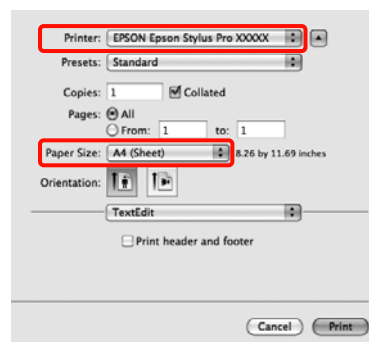 Printer: EPSON Epson Stylus Pro XXXXX
Presets: Standard
Copies: 1 Collated
Pages: All
From: 1 to: 1
Paper Size: A4 (Sheet) 8.26 by 11.69 inches
Orientation:
TextEdit
Print header and footer
Cancel Print